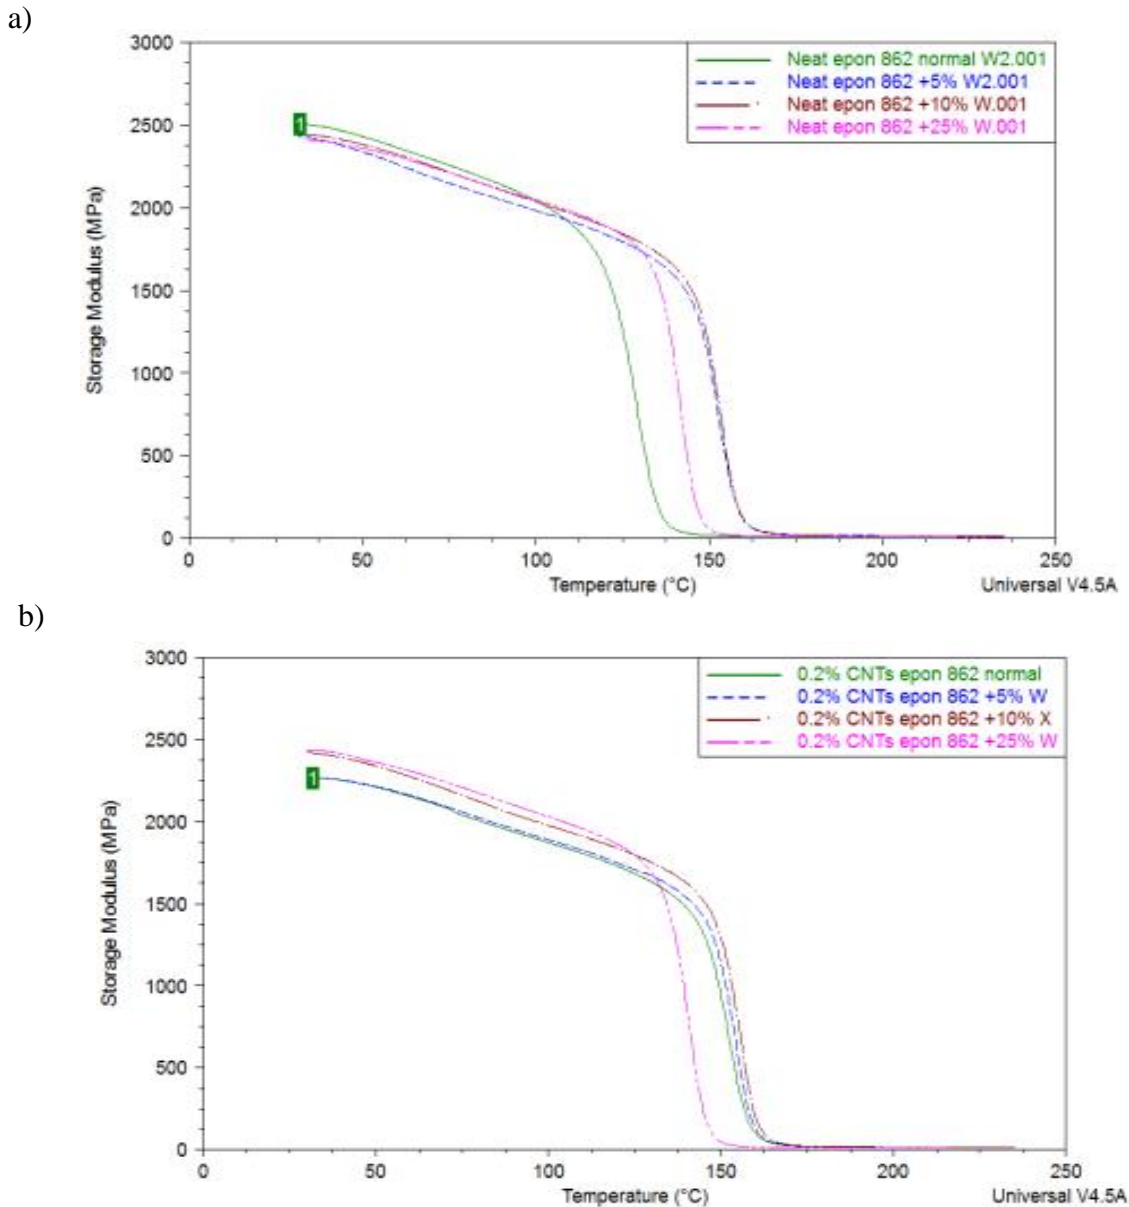 a)
3000
2500
2000
1500
1000
500
0
Storage Modulus (MPa)
1
Neat epon 862 normal W2.001
Neat epon 862 +5% W2.001
Neat epon 862 +10% W.001
Neat epon 862 +25% W.001
0 50 100 150 200 250
Temperature (°C)
Universal V4.5A
b)
3000
2500
2000
1500
1000
500
0
Storage Modulus (MPa)
1
0.2% CNTs epon 862 normal
0.2% CNTs epon 862 +5% W
0.2% CNTs epon 862 +10% X
0.2% CNTs epon 862 +25% W
0 50 100 150 200 250
Temperature (°C)
Universal V4.5A